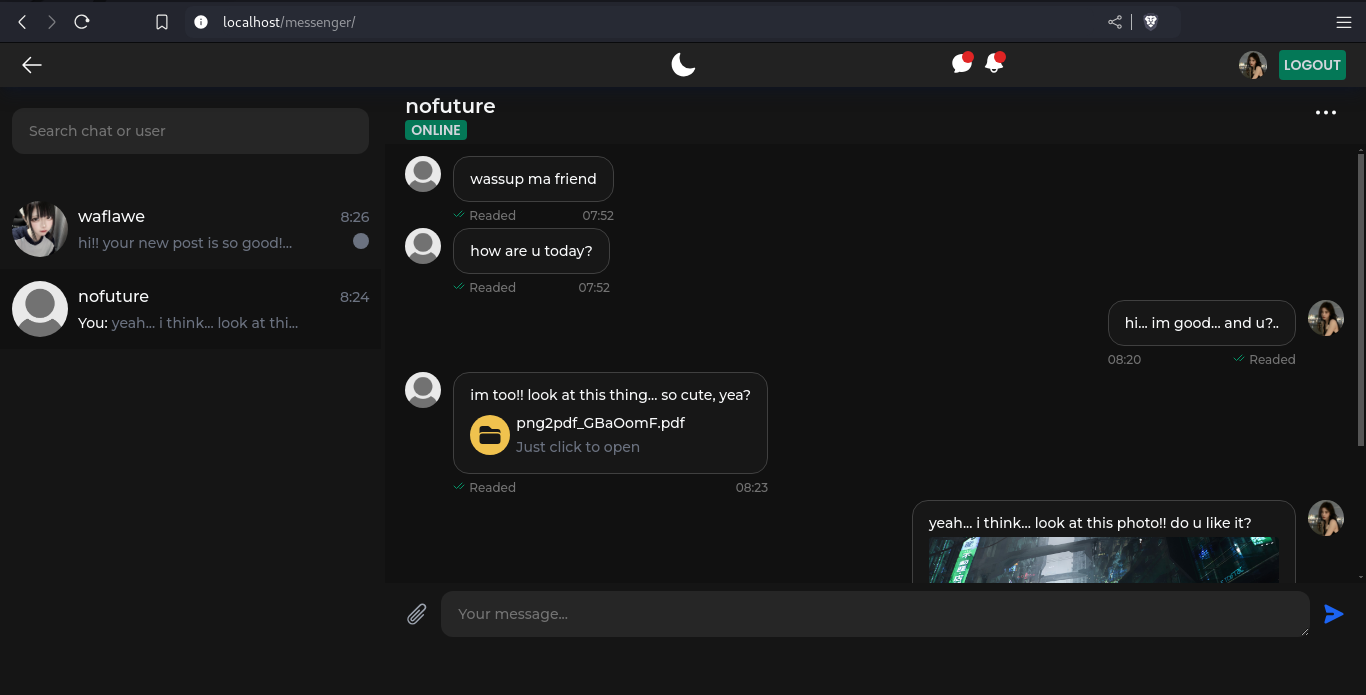 localhost/messenger/
LOGOUT
Search chat or user
waflawe 8:26
hi!! your new post is so good!...
nofuture 8:24
You: yeah... i think... look at thi...
nofuture
ONLINE
wassup ma friend
Readed 07:52
how are u today?
Readed 07:52
hi... im good... and u?..
08:20 Readed
im too!! look at this thing... so cute, yea?
png2pdf_GBaOomF.pdf
Just click to open
Readed 08:23
yeah... i think... look at this photo!! do u like it?
Your message...